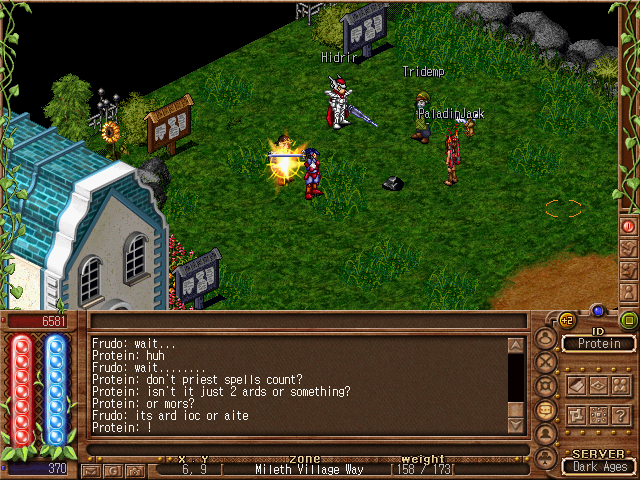 Hidrir
Tridemp
PaladinJack
6581
+2
ID
Protein
Frudo: wait...
Protein: huh
Frudo: wait........
Protein: don't priest spells count?
Protein: isn't it just 2 ards or something?
Protein: or mors?
Frudo: its ard ioc or aite
Protein: !
370
x y zone weight
6, 9 [ Mileth Village Way ] 158 / 173
SERVER
Dark Ages